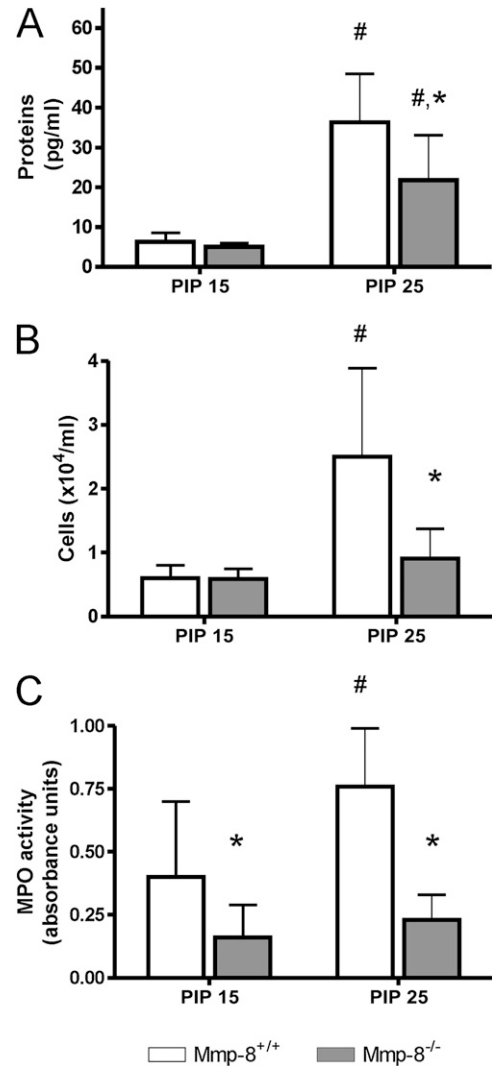 A
Proteins
(pg/ml)
60
50
40
30
20
10
0
#
#,*
PIP 15 PIP 25
B
Cells (x10⁴/ml)
4
3
2
1
0
#
*
PIP 15 PIP 25
C
MPO activity
(absorbance units)
1.00
0.75
0.50
0.25
0.00
#
*
*
PIP 15 PIP 25
Mmp-8⁺/⁺ Mmp-8⁻/⁻